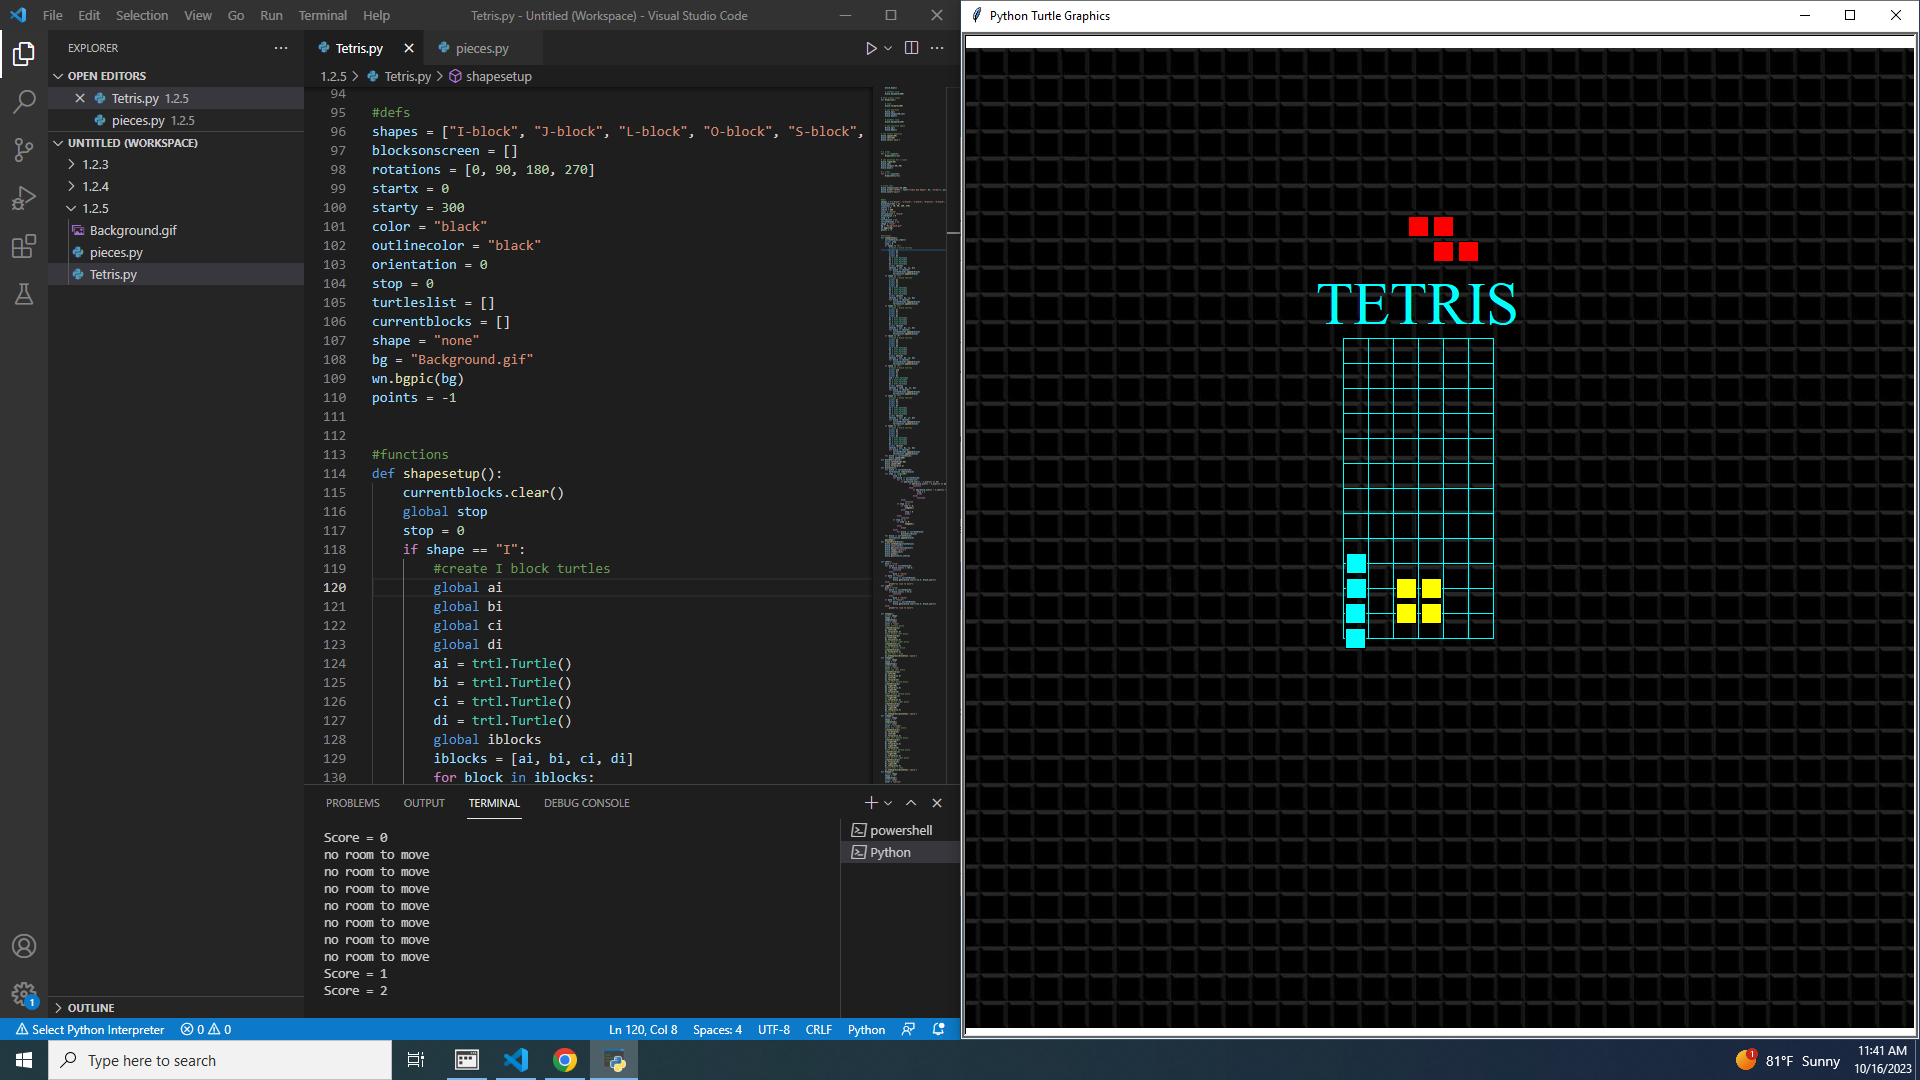 File Edit Selection View Go Run Terminal Help
Tetris.py - Untitled (Workspace) - Visual Studio Code
Python Turtle Graphics
EXPLORER
OPEN EDITORS
Tetris.py 1.2.5
pieces.py 1.2.5
UNTITLED (WORKSPACE)
1.2.3
1.2.4
1.2.5
Background.gif
pieces.py
Tetris.py
OUTLINE
Tetris.py
pieces.py
1.2.5 > Tetris.py > shapesetup
94
95 #defs
96 shapes = ["I-block", "J-block", "L-block", "O-block", "S-block",
97 blocksonscreen = []
98 rotations = [0, 90, 180, 270]
99 startx = 0
100 starty = 300
101 color = "black"
102 outlinecolor = "black"
103 orientation = 0
104 stop = 0
105 turtleslist = []
106 currentblocks = []
107 shape = "none"
108 bg = "Background.gif"
109 wn.bgpic(bg)
110 points = -1
111
112
113 #functions
114 def shapesetup():
115 currentblocks.clear()
116 global stop
117 stop = 0
118 if shape == "I":
119 #create I block turtles
120 global ai
121 global bi
122 global ci
123 global di
124 ai = trtl.Turtle()
125 bi = trtl.Turtle()
126 ci = trtl.Turtle()
127 di = trtl.Turtle()
128 global iblocks
129 iblocks = [ai, bi, ci, di]
130 for block in iblocks:
PROBLEMS OUTPUT TERMINAL DEBUG CONSOLE
Score = 0
no room to move
no room to move
no room to move
no room to move
no room to move
no room to move
no room to move
Score = 1
Score = 2
powershell
Python
TETRIS
1
Select Python Interpreter 0 0
Ln 120, Col 8 Spaces: 4 UTF-8 CRLF Python
Type here to search
1
81°F Sunny
11:41 AM
10/16/2023